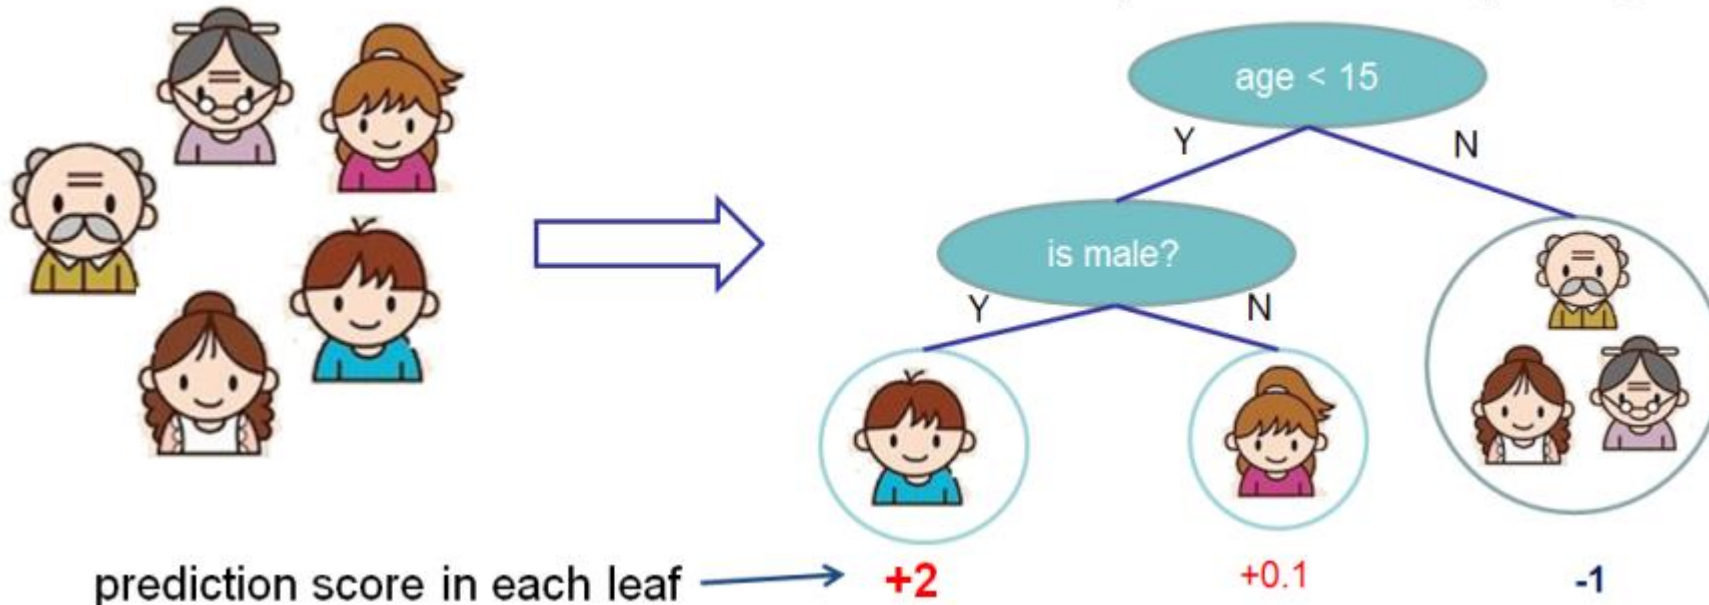 age < 15
Y
N
is male?
Y
N
prediction score in each leaf
+2
+0.1
-1